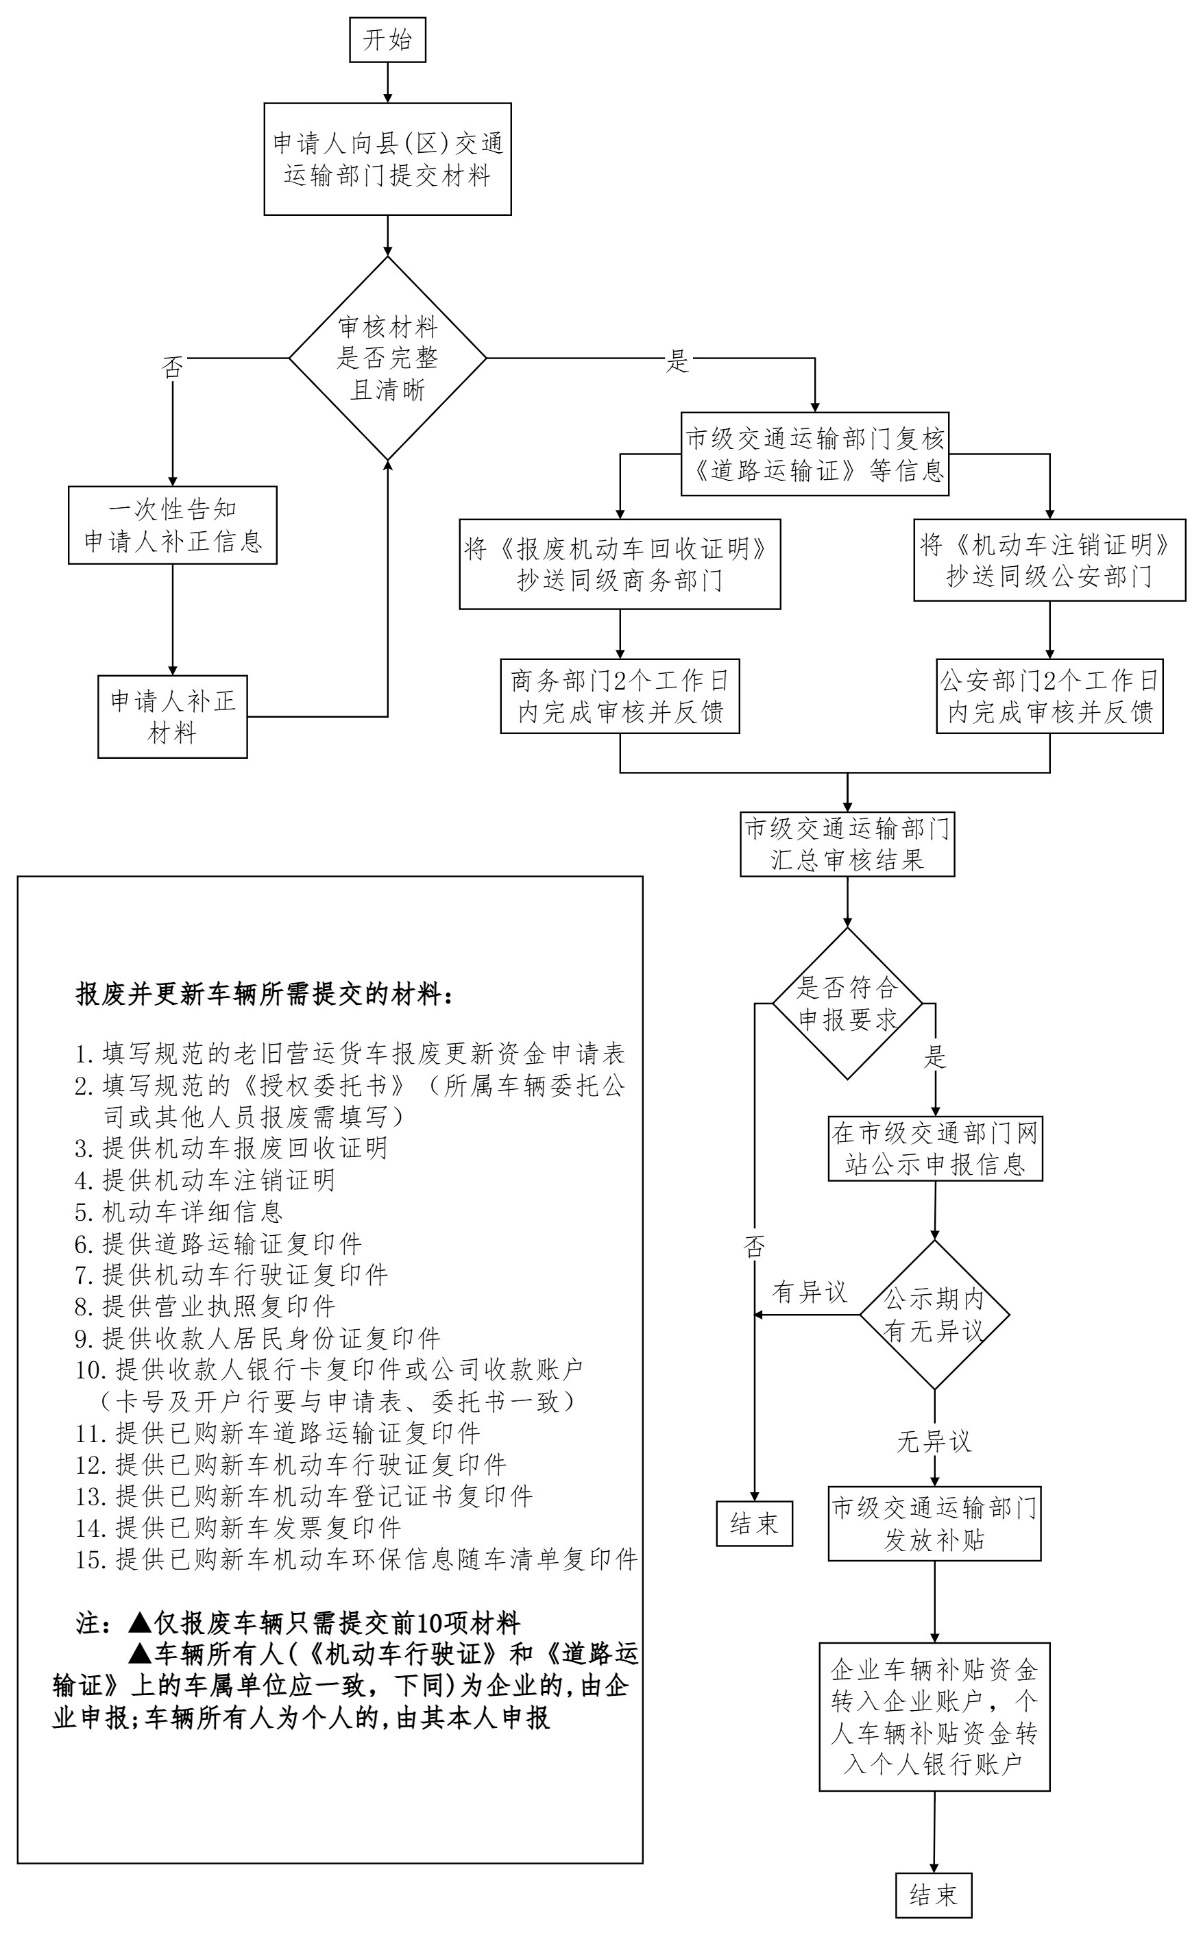 开始
申请人向县(区)交通
运输部门提交材料
审核材料
是否完整
且清晰
否
是
一次性告知
申请人补正信息
申请人补正
材料
市级交通运输部门复核
《道路运输证》等信息
将《报废机动车回收证明》
抄送同级商务部门
将《机动车注销证明》
抄送同级公安部门
商务部门2个工作日
内完成审核并反馈
公安部门2个工作日
内完成审核并反馈
市级交通运输部门
汇总审核结果
是否符合
申报要求
是
在市级交通部门网
站公示申报信息
否
有异议
公示期内
有无异议
无异议
结束
市级交通运输部门
发放补贴
企业车辆补贴资金
转入企业账户，个
人车辆补贴资金转
入个人银行账户
结束
报废并更新车辆所需提交的材料：
1.填写规范的老旧营运货车报废更新资金申请表
2.填写规范的《授权委托书》（所属车辆委托公
司或其他人员报废需填写）
3.提供机动车报废回收证明
4.提供机动车注销证明
5.机动车详细信息
6.提供道路运输证复印件
7.提供机动车行驶证复印件
8.提供营业执照复印件
9.提供收款人居民身份证复印件
10.提供收款人银行卡复印件或公司收款账户
（卡号及开户行要与申请表、委托书一致）
11.提供已购新车道路运输证复印件
12.提供已购新车机动车行驶证复印件
13.提供已购新车机动车登记证书复印件
14.提供已购新车发票复印件
15.提供已购新车机动车环保信息随车清单复印件
注：▲仅报废车辆只需提交前10项材料
▲车辆所有人(《机动车行驶证》和《道路运
输证》上的车属单位应一致，下同)为企业的,由企
业申报;车辆所有人为个人的,由其本人申报